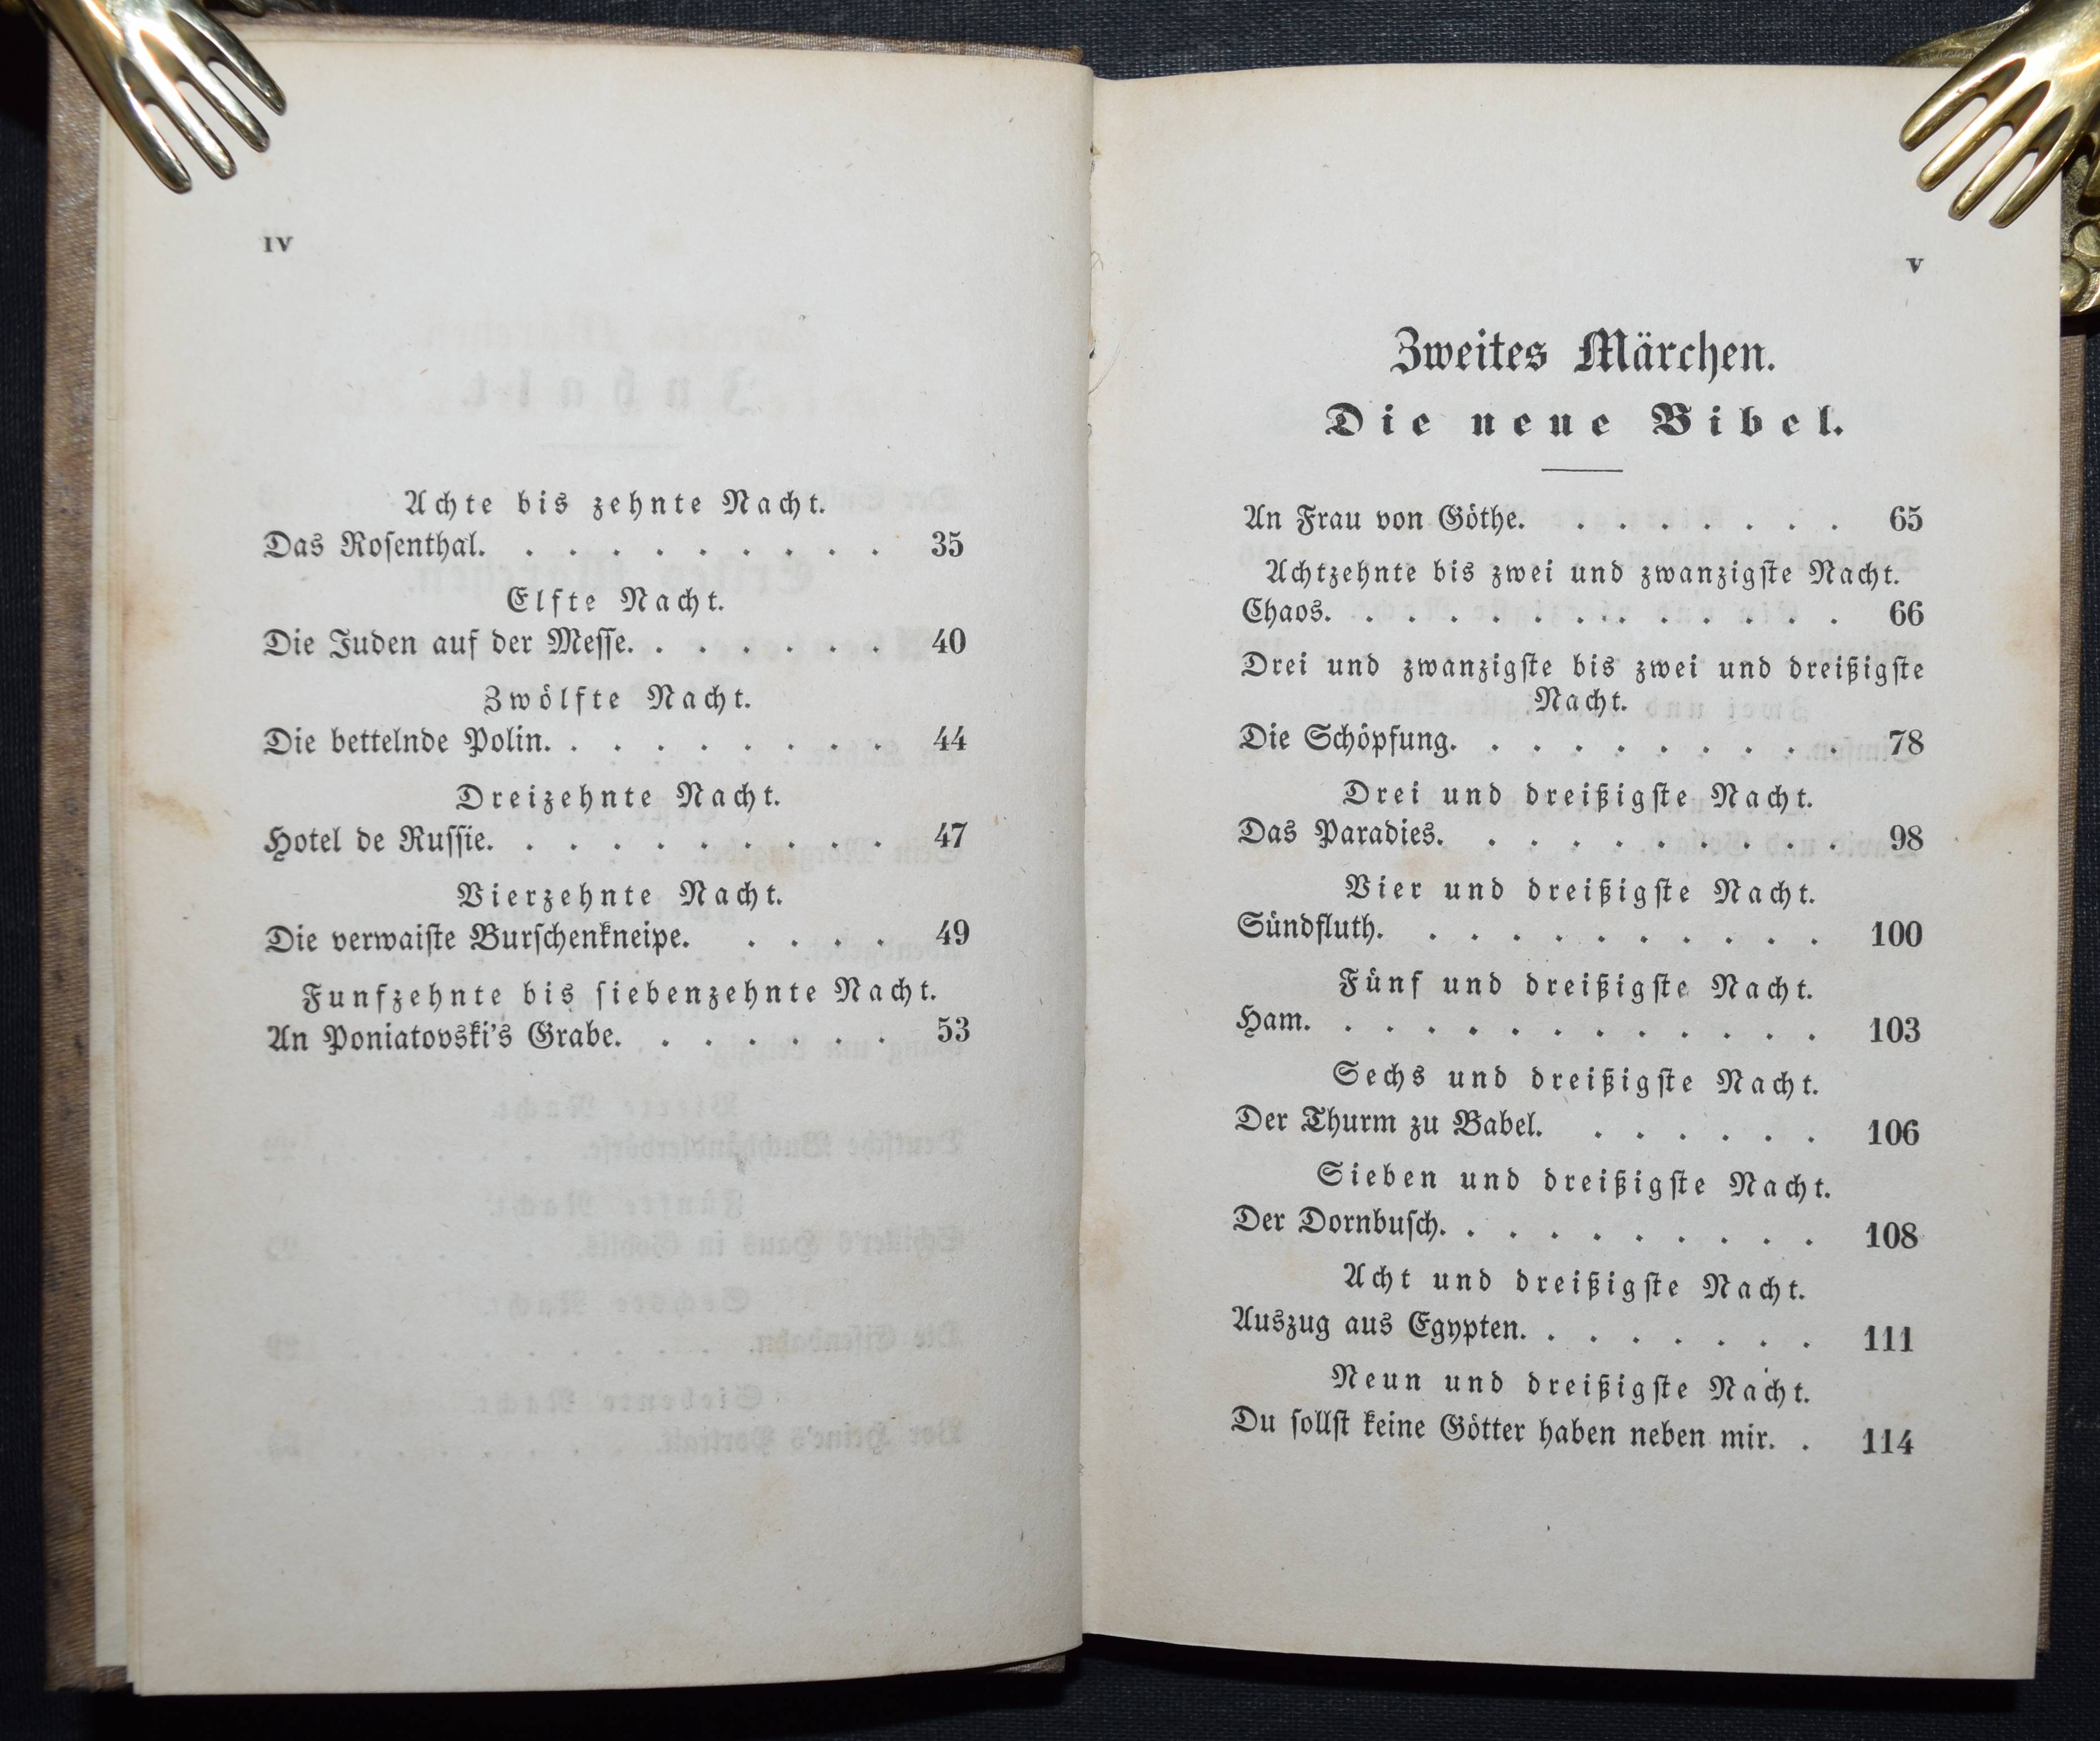 IV
Achte bis zehnte Nacht.
Das Roſenthal. . . . . . . . . . 35
Elfte Nacht.
Die Juden auf der Meſſe. . . . . . . 40
Zwölfte Nacht.
Die bettelnde Polin. . . . . . . . . 44
Dreizehnte Nacht.
Hotel de Ruſſie. . . . . . . . . . 47
Vierzehnte Nacht.
Die verwaiſte Burſchenkneipe. . . . . 49
Funfzehnte bis ſiebenzehnte Nacht.
An Poniatovski's Grabe. . . . . . . 53
V
Zweites Märchen.
Die neue Bibel.
An Frau von Göthe. . . . . . . . 65
Achtzehnte bis zwei und zwanzigſte Nacht.
Chaos. . . . . . . . . . . . . 66
Drei und zwanzigſte bis zwei und dreißigſte
Nacht.
Die Schöpfung. . . . . . . . . . 78
Drei und dreißigſte Nacht.
Das Paradies. . . . . . . . . . 98
Vier und dreißigſte Nacht.
Sündfluth. . . . . . . . . . . 100
Fünf und dreißigſte Nacht.
Ham. . . . . . . . . . . . . 103
Sechs und dreißigſte Nacht.
Der Thurm zu Babel. . . . . . . 106
Sieben und dreißigſte Nacht.
Der Dornbuſch. . . . . . . . . . 108
Acht und dreißigſte Nacht.
Auszug aus Egypten. . . . . . . . 111
Neun und dreißigſte Nacht.
Du ſollſt keine Götter haben neben mir. . 114